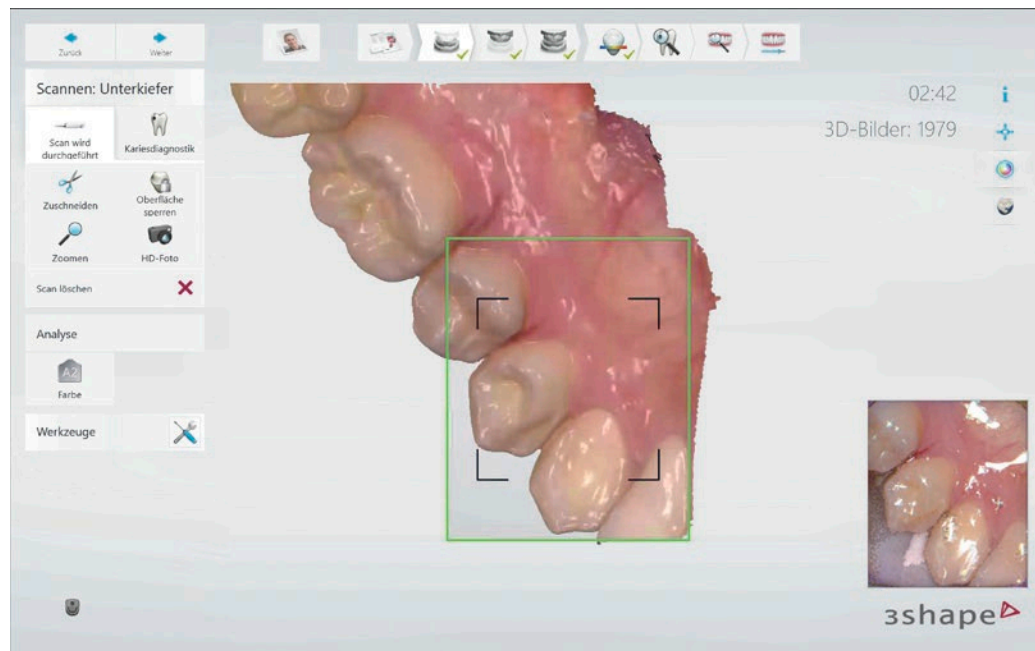 Zurück
Weiter
Scannen: Unterkiefer
Scan wird
durchgeführt
Kariesdiagnostik
Zuschneiden
Oberfläche
sperren
Zoomen
HD-Foto
Scan löschen
Analyse
A2
Farbe
Werkzeuge
02:42
3D-Bilder: 1979
i
3shape